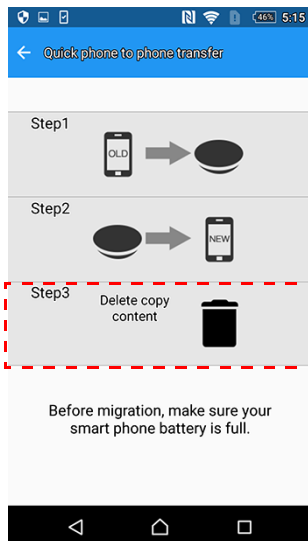 46% 5:15
Quick phone to phone transfer
Step1
OLD
Step2
NEW
Step3
Delete copy
content
Before migration, make sure your
smart phone battery is full.